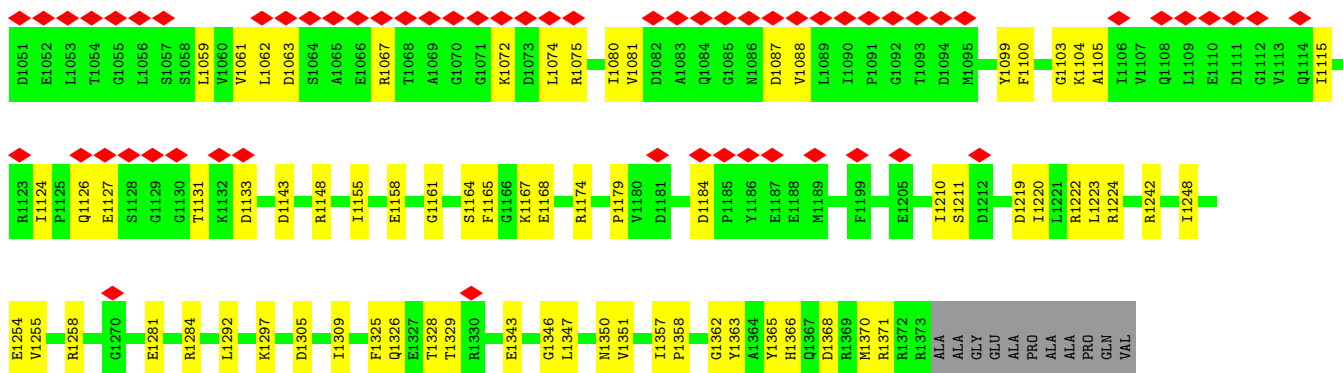 D1051 E1052 L1053 T1054 G1055 L1056 S1057 S1058 L1059 V1060 V1061 L1062 D1063 S1064 A1065 E1066 R1067 T1068 A1069 G1070 G1071 K1072 D1073 L1074 R1075 I1080 V1081 D1082 A1083 Q1084 G1085 N1086 D1087 V1088 L1089 I1090 P1091 G1092 T1093 D1094 M1095 Y1099 F1100 G1103 K1104 A1105 I1106 V1107 Q1108 L1109 E1110 D1111 G1112 V1113 Q1114 I1115
R1123 I1124 P1125 Q1126 E1127 S1128 G1129 G1130 T1131 K1132 D1133 D1143 R1148 I1155 E1158 G1161 S1164 F1165 G1166 K1167 E1168 R1174 P1179 V1180 D1181 D1184 P1185 Y1186 E1187 E1188 M1189 F1199 E1205 I1210 S1211 D1212 D1219 I1220 L1221 R1222 L1223 R1224 R1242 I1248
E1254 V1255 R1258 G1270 E1281 R1284 L1292 K1297 D1305 I1309 F1325 Q1326 E1327 T1328 T1329 R1330 E1343 G1346 L1347 N1350 V1351 I1357 P1358 G1362 Y1363 A1364 Y1365 H1366 Q1367 D1368 R1369 M1370 R1371 R1372 R1373 ALA ALA GLY GLU ALA PRO ALA ALA PRO GLN VAL